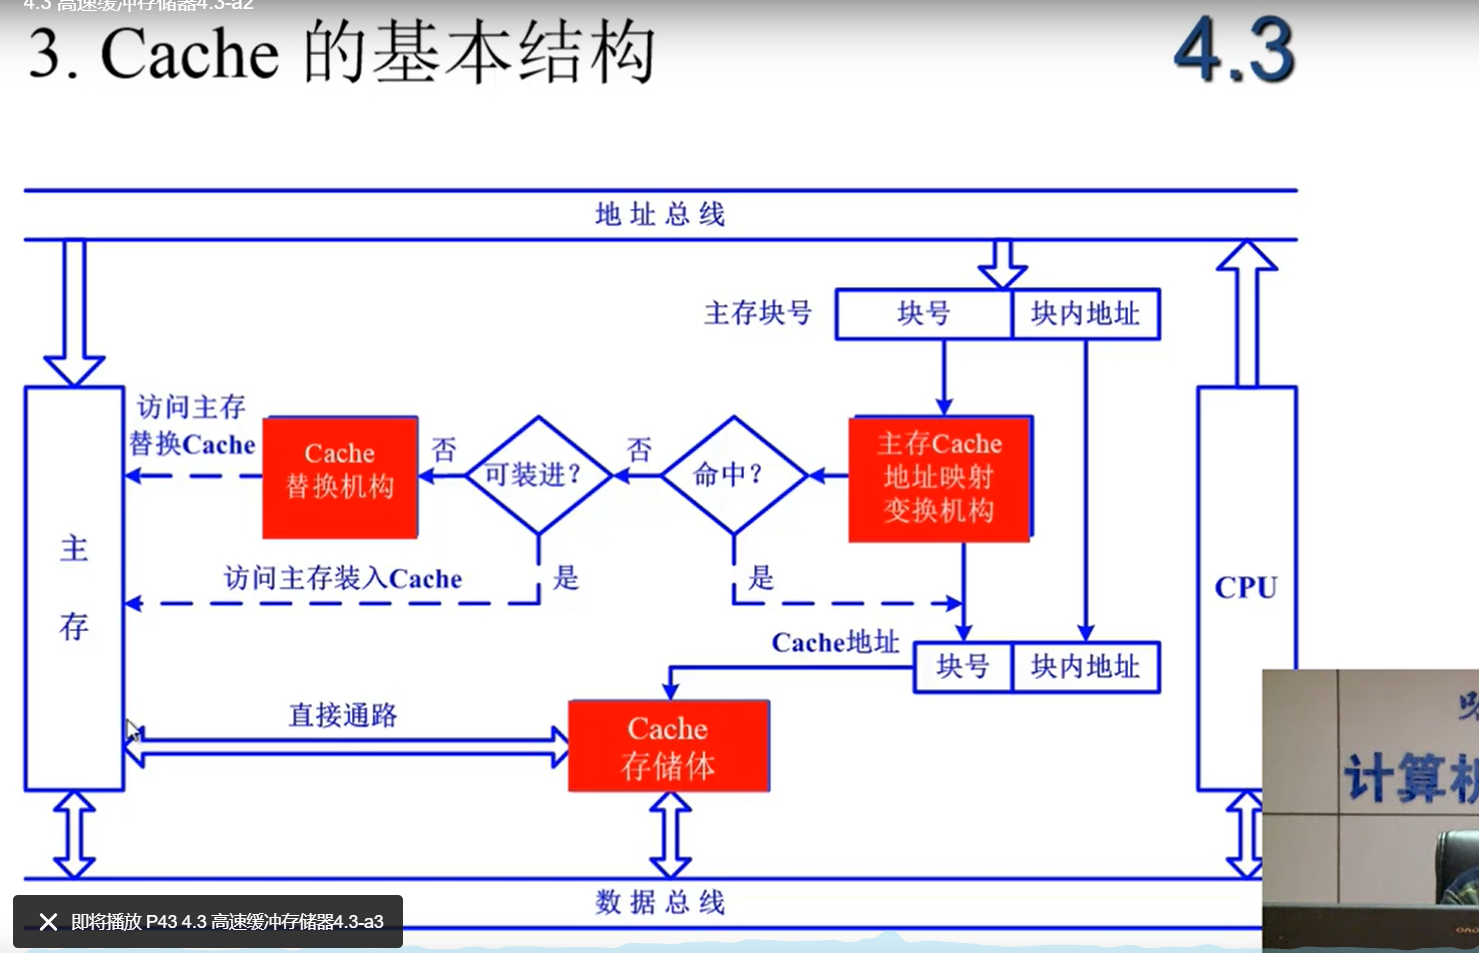 4.3 高速缓冲存储器4.3-a2
3. Cache 的基本结构
4.3
地址总线
主存块号
块号
块内地址
访问主存
替换Cache
Cache
替换机构
否
可装进？
否
命中？
主存Cache
地址映射
变换机构
主存
访问主存装入Cache
是
是
CPU
Cache地址
块号
块内地址
直接通路
Cache
存储体
计算机
数据总线
即将播放 P43 4.3 高速缓冲存储器4.3-a3